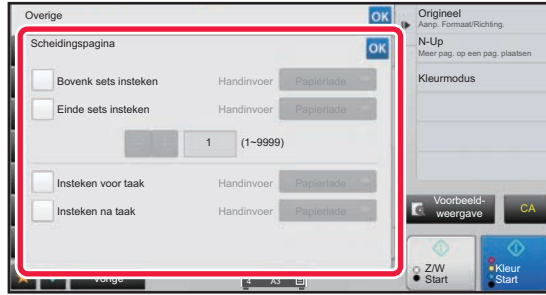 Overige
OK
Scheidingspagina
OK
Bovenk sets insteken
Handinvoer
Papierlade
Einde sets insteken
Handinvoer
Papierlade
1
(1~9999)
Insteken voor taak
Handinvoer
Papierlade
Insteken na taak
Handinvoer
Papierlade
Vorige
4 A3
Origineel
Aanp. Formaat/Richting.
N-Up
Meer pag. op een pag. plaatsen
Kleurmodus
Voorbeeld-
weergave
CA
Z/W
Start
Kleur
Start